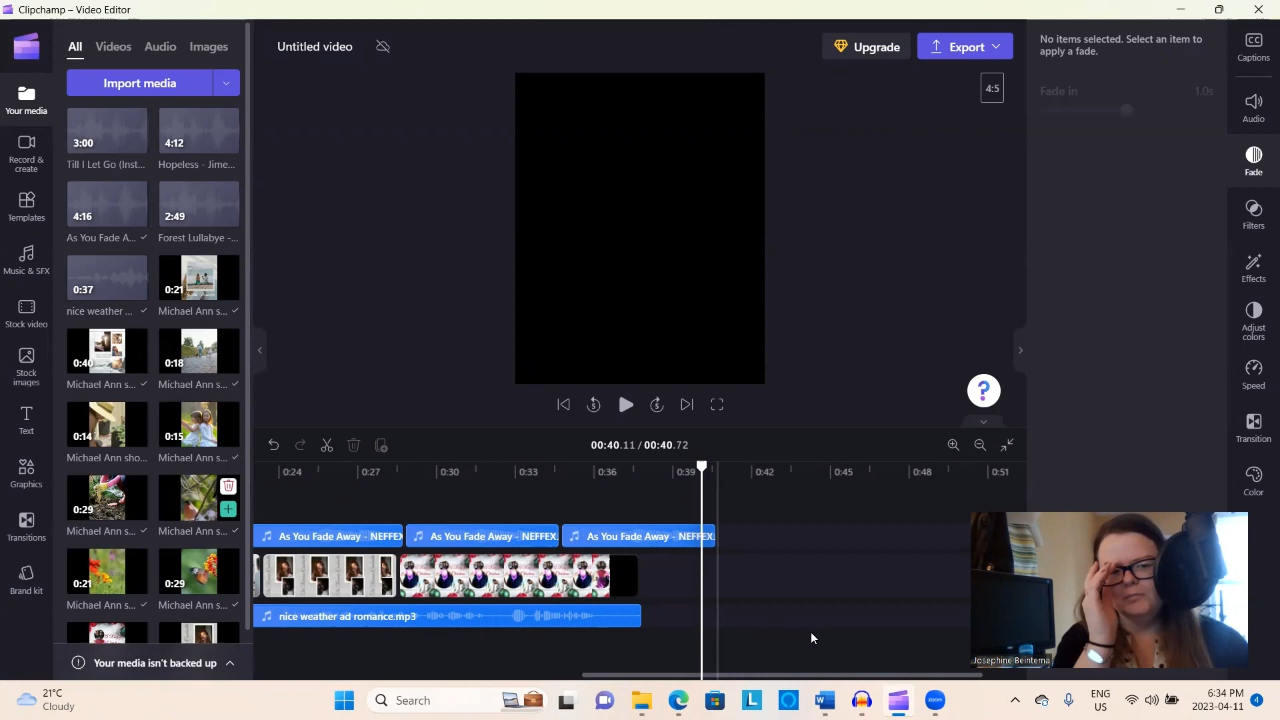 Clipchamp – Video Editor
All Videos Audio Images
Untitled video
Upgrade
Export
No items selected. Select an item to
apply a fade.
Captions
Import media
4:5
Fade in 1.0s
Your media
Audio
3:00
4:12
Till I Let Go (Inst...
Hopeless - Jime...
Record &
create
Fade
Templates
4:16
2:49
As You Fade A...
Forest Lullabye -...
Filters
Music & SFX
0:37
0:21
nice weather ...
Michael Ann s...
Effects
Stock video
0:40
0:18
Michael Ann s...
Michael Ann s...
Adjust
colors
Stock
images
?
Speed
Text
0:14
0:15
Michael Ann sho...
Michael Ann s...
Transition
00:40.11 / 00:40.72
Graphics
0:24 0:27 0:30 0:33 0:36 0:39 0:42 0:45 0:48 0:51
Color
0:29
Michael Ann s...
Michael Ann s...
Transitions
As You Fade Away - NEFFEX
As You Fade Away - NEFFEX.
As You Fade Away - NEFFEX.
0:21
0:29
Michael Ann s...
Michael Ann s...
Brand kit
nice weather ad romance.mp3
Your media isn't backed up
Josephine Beintema
21°C
Cloudy
Search
ENG
US
6:34 PM
2023-04-11
4